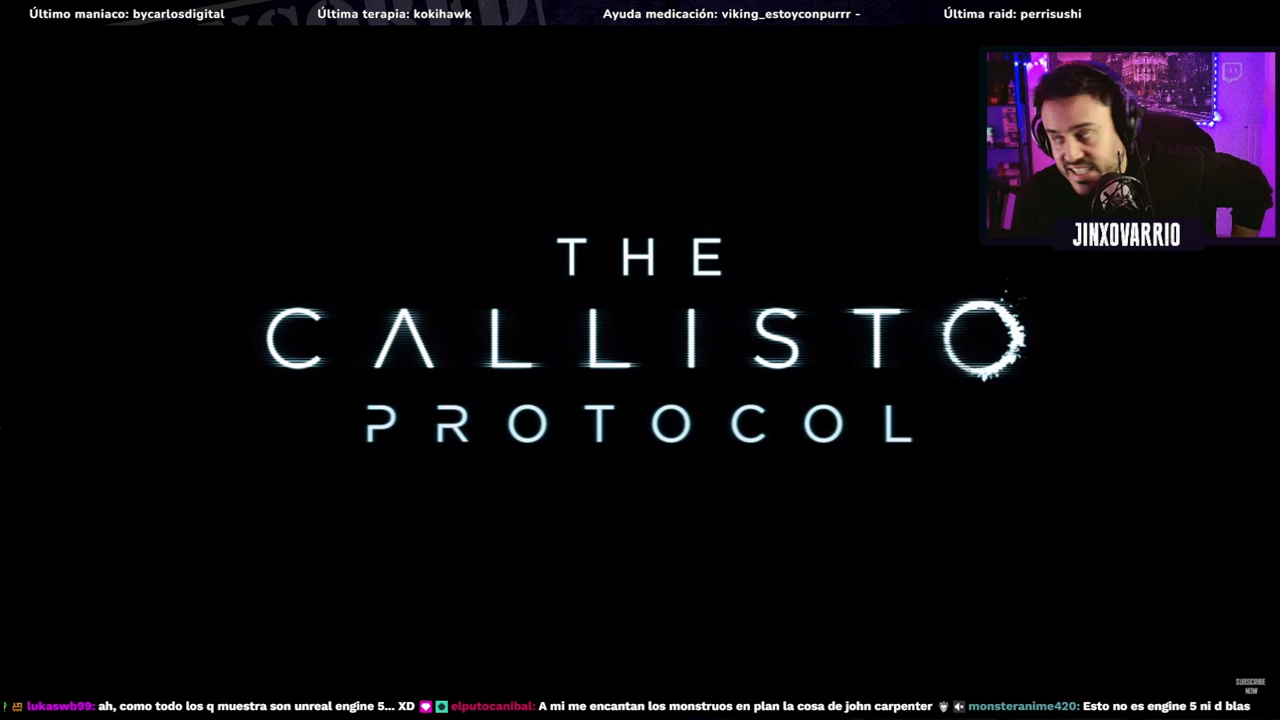 Último maniaco: bycarlosdigital
Última terapia: kokihawk
Ayuda medicación: viking_estoyconpurrr -
Última raid: perrisushi
JINXOVARRIO
THE
CALLISTO
PROTOCOL
SUBSCRIBE
NOW
lukaswb99: ah, como todo los q muestra son unreal engine 5... XD elputocanibal: A mi me encantan los monstruos en plan la cosa de john carpenter monsteranime420: Esto no es engine 5 ni d blas